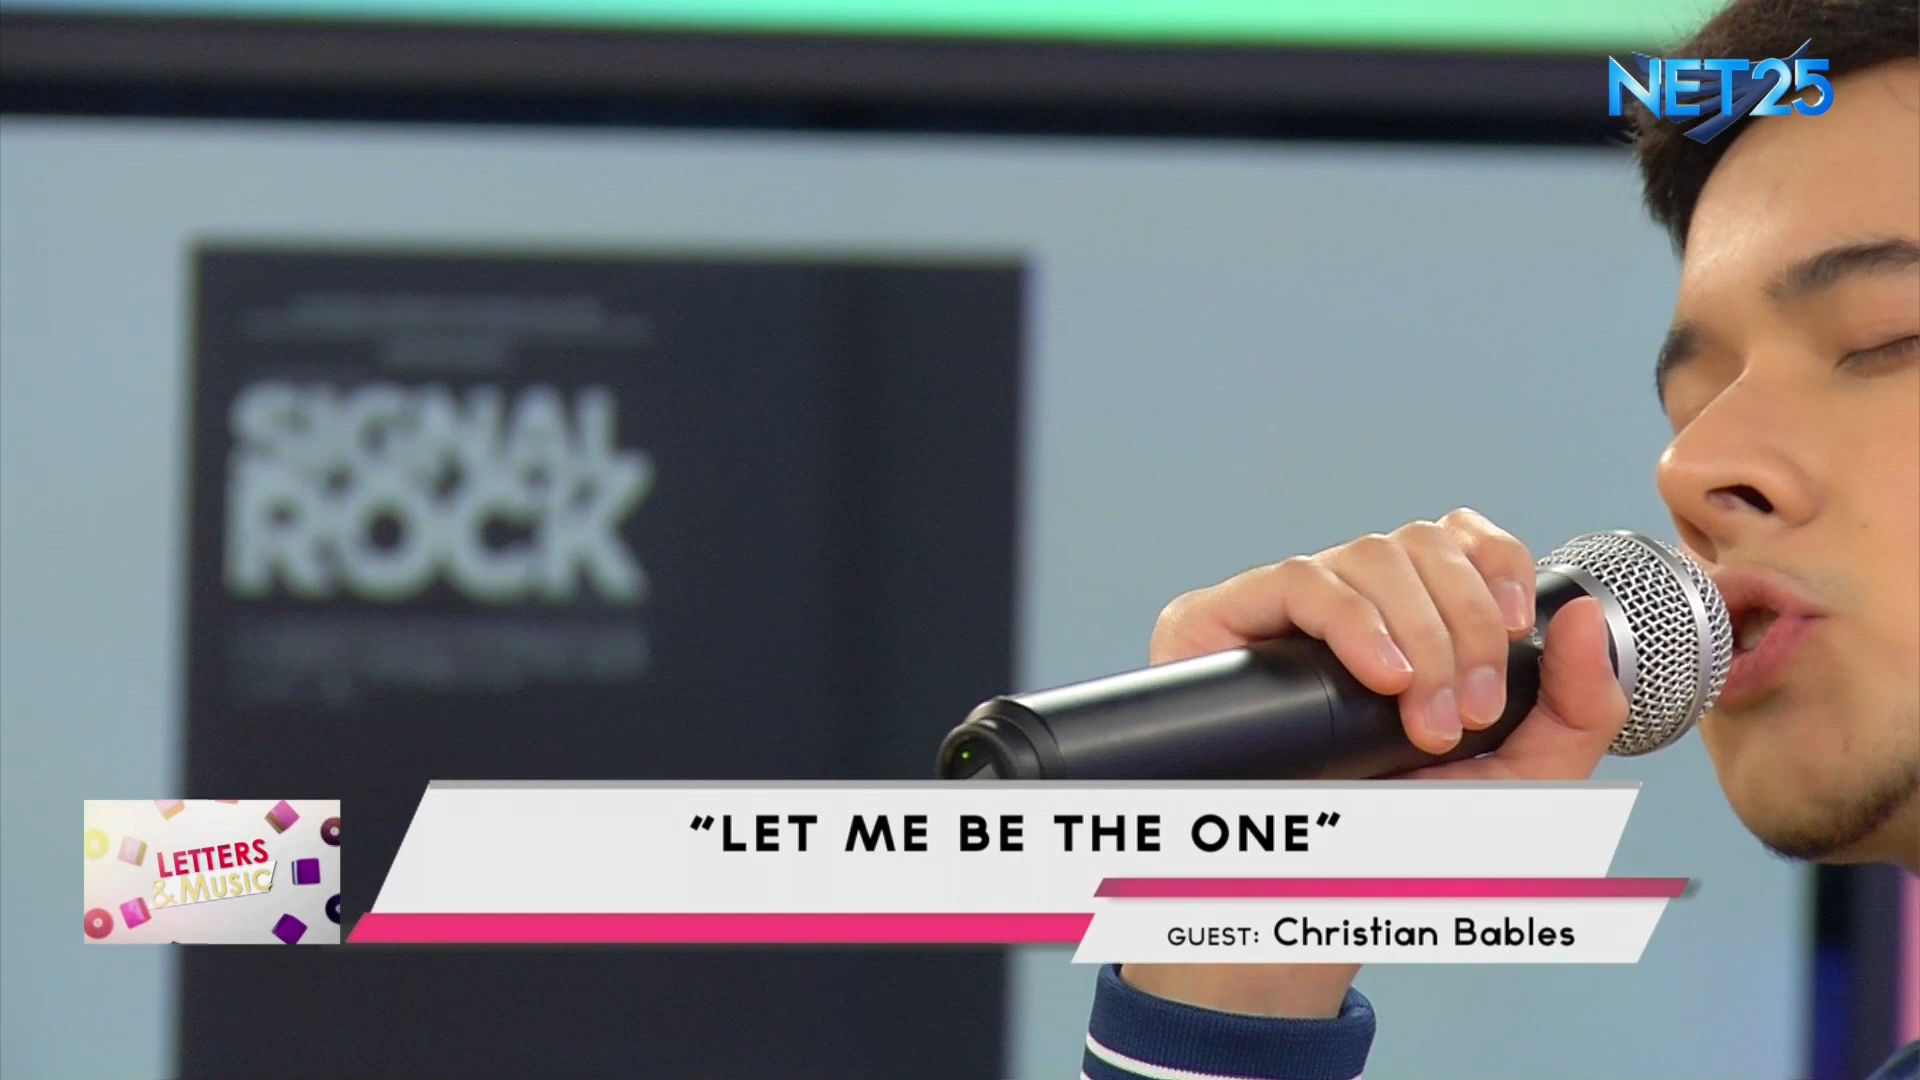 NET25
SIGNAL
ROCK
"LET ME BE THE ONE"
LETTERS
& MUSIC
GUEST: Christian Bables